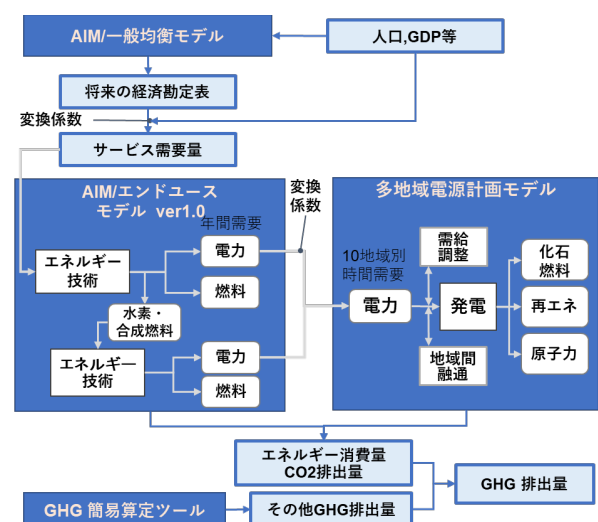 AIM/一般均衡モデル
人口,GDP等
将来の経済勘定表
変換係数
サービス需要量
AIM/エンドユース
モデル ver1.0
年間需要
変換
係数
多地域電源計画モデル
エネルギー
技術
電力
燃料
水素・
合成燃料
エネルギー
技術
電力
燃料
10地域別
時間需要
電力
需給
調整
発電
地域間
融通
化石
燃料
再エネ
原子力
エネルギー消費量
CO2排出量
GHG 排出量
GHG 簡易算定ツール
その他GHG排出量